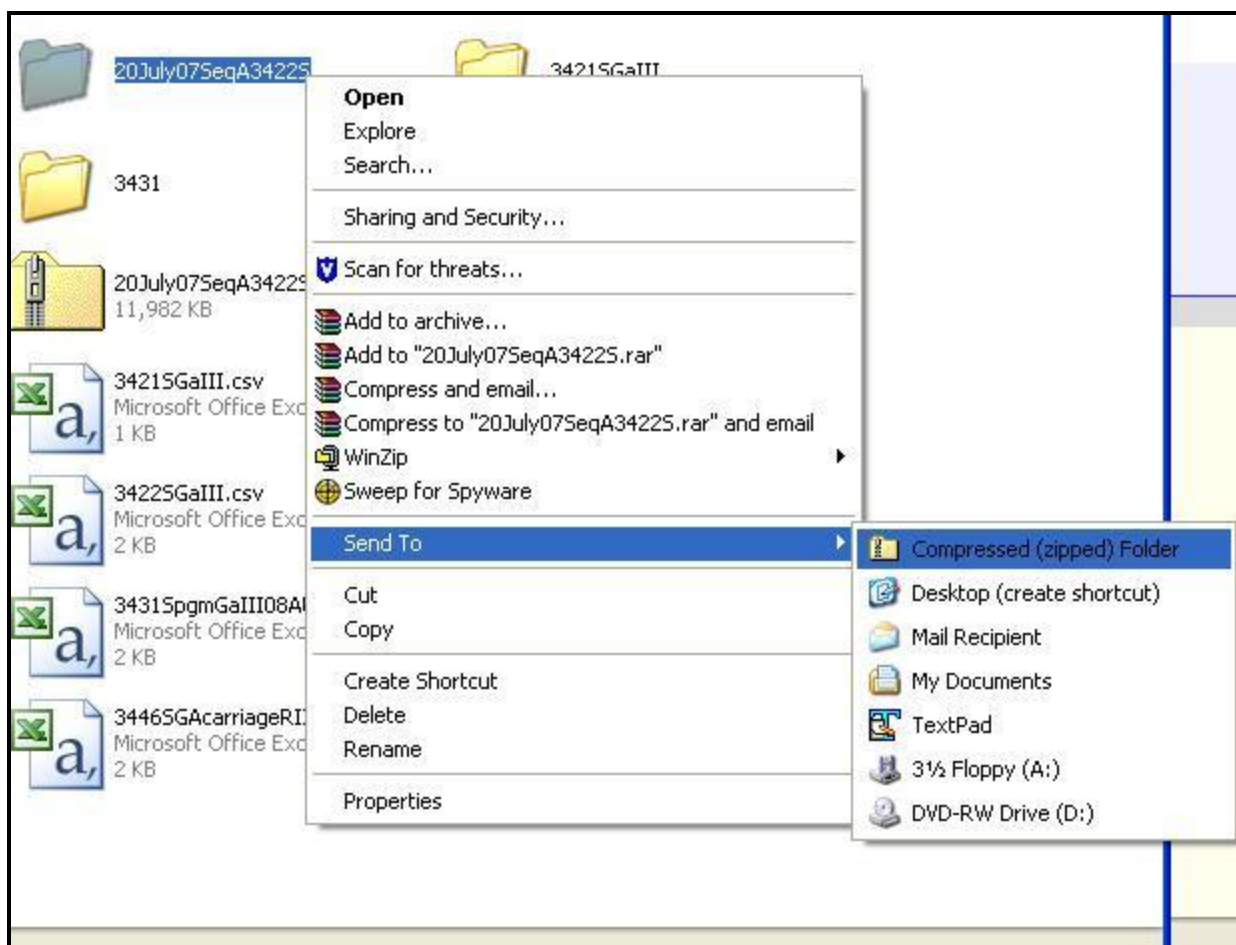 20July07SeqA3422S
3421SGaIII
3431
20July07SeqA3422S
11,982 KB
3421SGaIII.csv
Microsoft Office Exc
1 KB
3422SGaIII.csv
Microsoft Office Exc
2 KB
3431SpgmGaIII08Au
Microsoft Office Exc
2 KB
3446SGAcarriageRII
Microsoft Office Exc
2 KB
Open
Explore
Search...
Sharing and Security...
Scan for threats...
Add to archive...
Add to "20July07SeqA3422S.rar"
Compress and email...
Compress to "20July07SeqA3422S.rar" and email
WinZip
Sweep for Spyware
Send To
Cut
Copy
Create Shortcut
Delete
Rename
Properties
Compressed (zipped) Folder
Desktop (create shortcut)
Mail Recipient
My Documents
TextPad
3½ Floppy (A:)
DVD-RW Drive (D:)